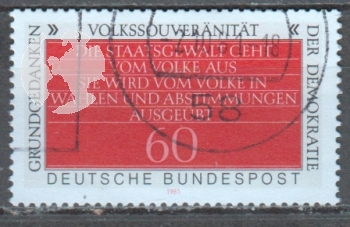 GRUNDGEDANKEN
» VOLKSSOUVERÄNITÄT «
DER DEMOKRATIE
DIE STAATSGEWALT GEHT
VOM VOLKE AUS
SIE WIRD VOM VOLKE IN
WAHLEN UND ABSTIMMUNGEN
AUSGEÜBT
60
DEUTSCHE BUNDESPOST
1981